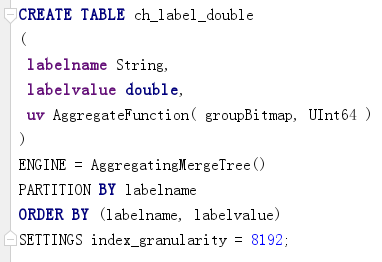 CREATE TABLE ch_label_double
(
labelname String,
labelvalue double,
uv AggregateFunction( groupBitmap, UInt64 )
)
ENGINE = AggregatingMergeTree()
PARTITION BY labelname
ORDER BY (labelname, labelvalue)
SETTINGS index_granularity = 8192;